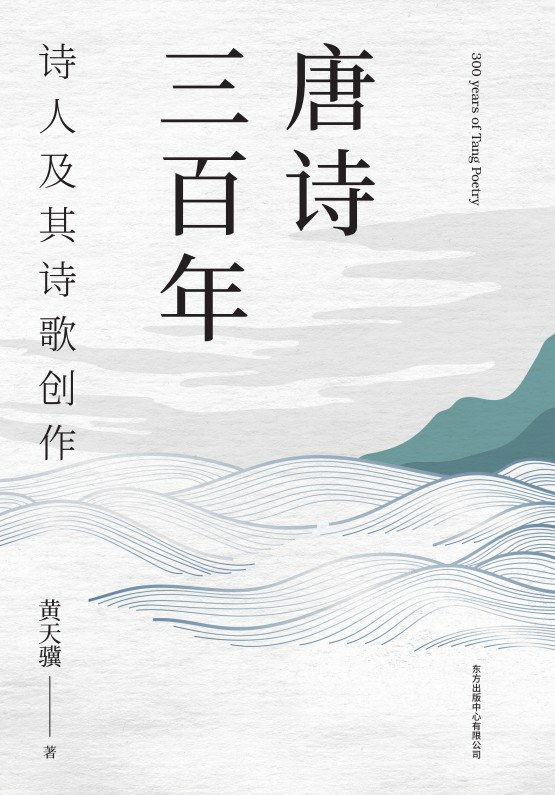 300 years of Tang Poetry
唐诗
三百年
诗人及其诗歌创作
黄天骥
著
东方出版中心有限公司